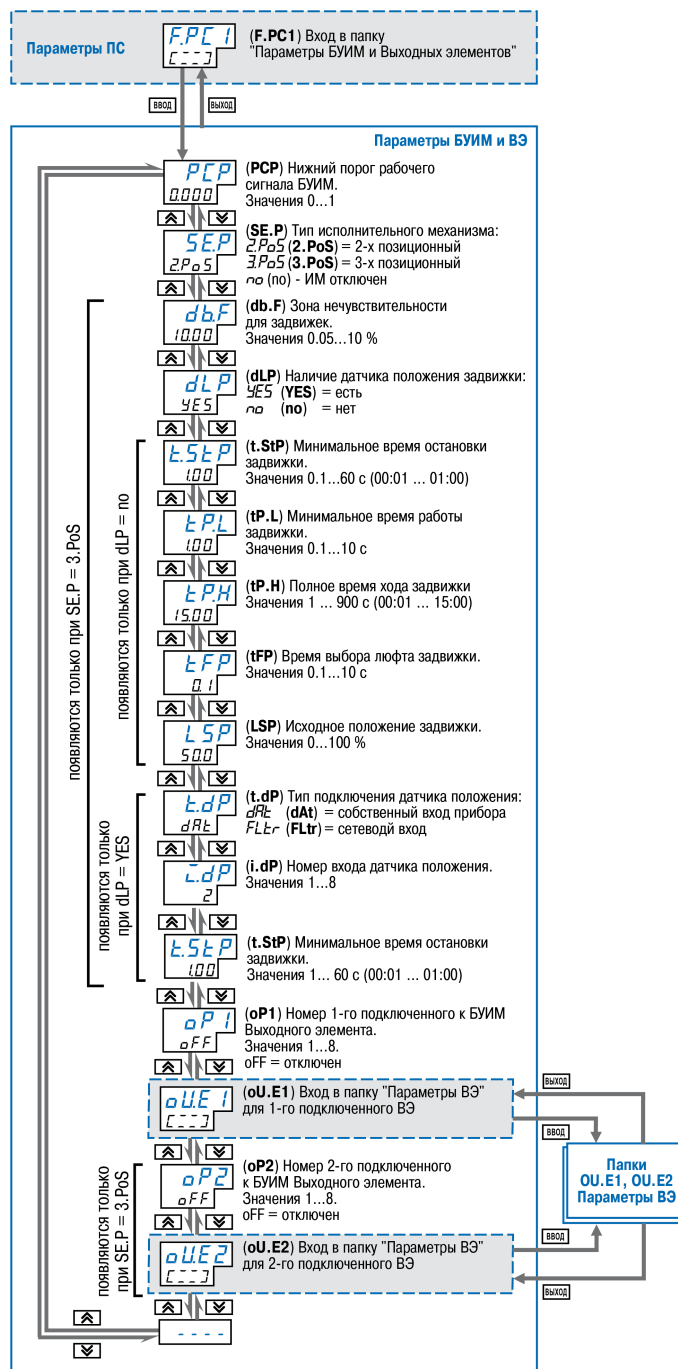 Параметры ПС
F.PC1
(F.PC1) Вход в папку
"Параметры БУИМ и Выходных элементов"
ВВОД
ВЫХОД
Параметры БУИМ и ВЭ
PCP
0.000
(PCP) Нижний порог рабочего
сигнала БУИМ.
Значения 0...1
SE.P
2.PoS
(SE.P) Тип исполнительного механизма:
2.PoS (2.PoS) = 2-х позиционный
3.PoS (3.PoS) = 3-х позиционный
no (no) - ИМ отключен
db.F
10.00
(db.F) Зона нечувствительности
для задвижек.
Значения 0.05...10 %
dLP
YES
(dLP) Наличие датчика положения задвижки:
YES (YES) = есть
no (no) = нет
t.StP
1.00
(t.StP) Минимальное время остановки
задвижки.
Значения 0.1...60 с (00:01 ... 01:00)
tP.L
1.00
(tP.L) Минимальное время работы
задвижки.
Значения 0.1...10 с
tP.H
15.00
(tP.H) Полное время хода задвижки
Значения 1 ... 900 с (00:01 ... 15:00)
tFP
0.1
(tFP) Время выбора люфта задвижки.
Значения 0.1...10 с
LSP
50.0
(LSP) Исходное положение задвижки.
Значения 0...100 %
t.dP
dAt
(t.dP) Тип подключения датчика положения:
dAt (dAt) = собственный вход прибора
FLtr (FLtr) = сетеводй вход
i.dP
2
(i.dP) Номер входа датчика положения.
Значения 1...8
t.StP
1.00
(t.StP) Минимальное время остановки
задвижки.
Значения 1... 60 с (00:01 ... 01:00)
появляются только при SE.P = 3.PoS
появляются только при dLP = no
появляются только
при dLP = YES
oP1
oFF
(oP1) Номер 1-го подключенного к БУИМ
Выходного элемента.
Значения 1...8.
oFF = отключен
oU.E1
(oU.E1) Вход в папку "Параметры ВЭ"
для 1-го подключенного ВЭ
ВЫХОД
ВВОД
Папки
OU.E1, OU.E2
Параметры ВЭ
появляются только
при SE.P = 3.PoS
oP2
oFF
(oP2) Номер 2-го подключенного
к БУИМ Выходного элемента.
Значения 1...8.
oFF = отключен
oU.E2
(oU.E2) Вход в папку "Параметры ВЭ"
для 2-го подключенного ВЭ
ВВОД
ВЫХОД
- - - -